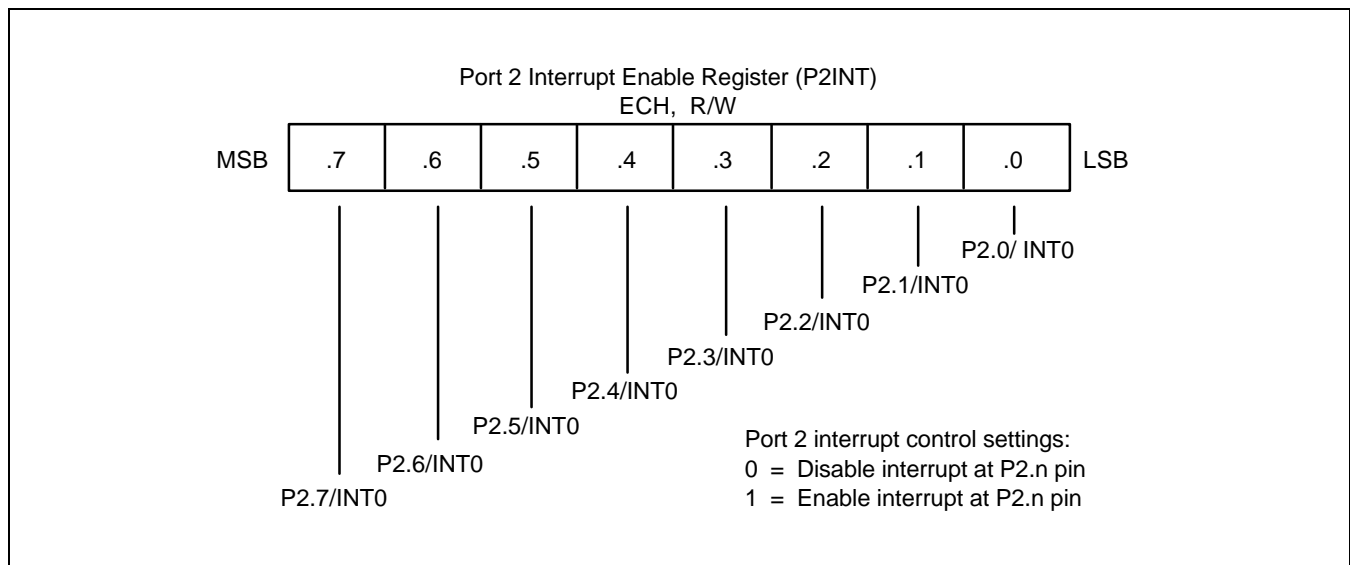 Port 2 Interrupt Enable Register (P2INT)
ECH, R/W
MSB .7 .6 .5 .4 .3 .2 .1 .0 LSB
P2.0/ INT0
P2.1/INT0
P2.2/INT0
P2.3/INT0
P2.4/INT0
P2.5/INT0
P2.6/INT0
P2.7/INT0
Port 2 interrupt control settings:
0 = Disable interrupt at P2.n pin
1 = Enable interrupt at P2.n pin